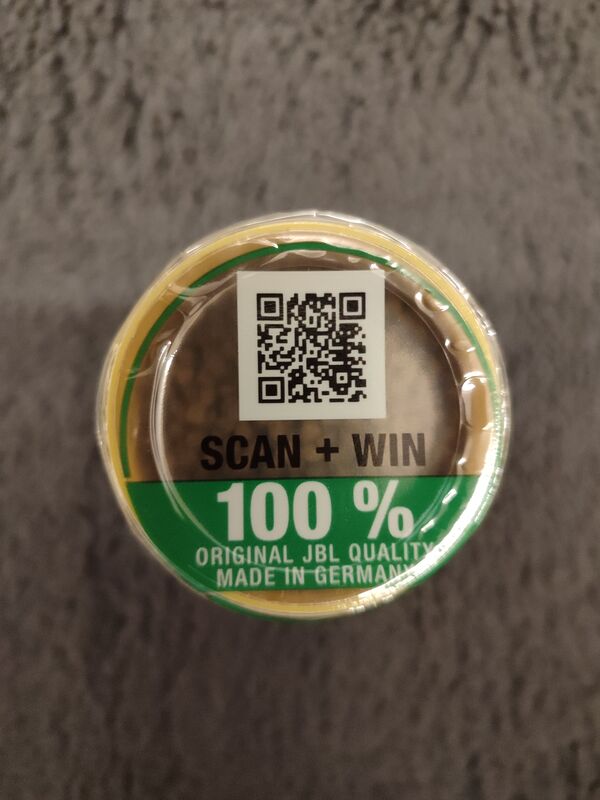 SCAN + WIN
100 %
ORIGINAL JBL QUALITY
MADE IN GERMANY